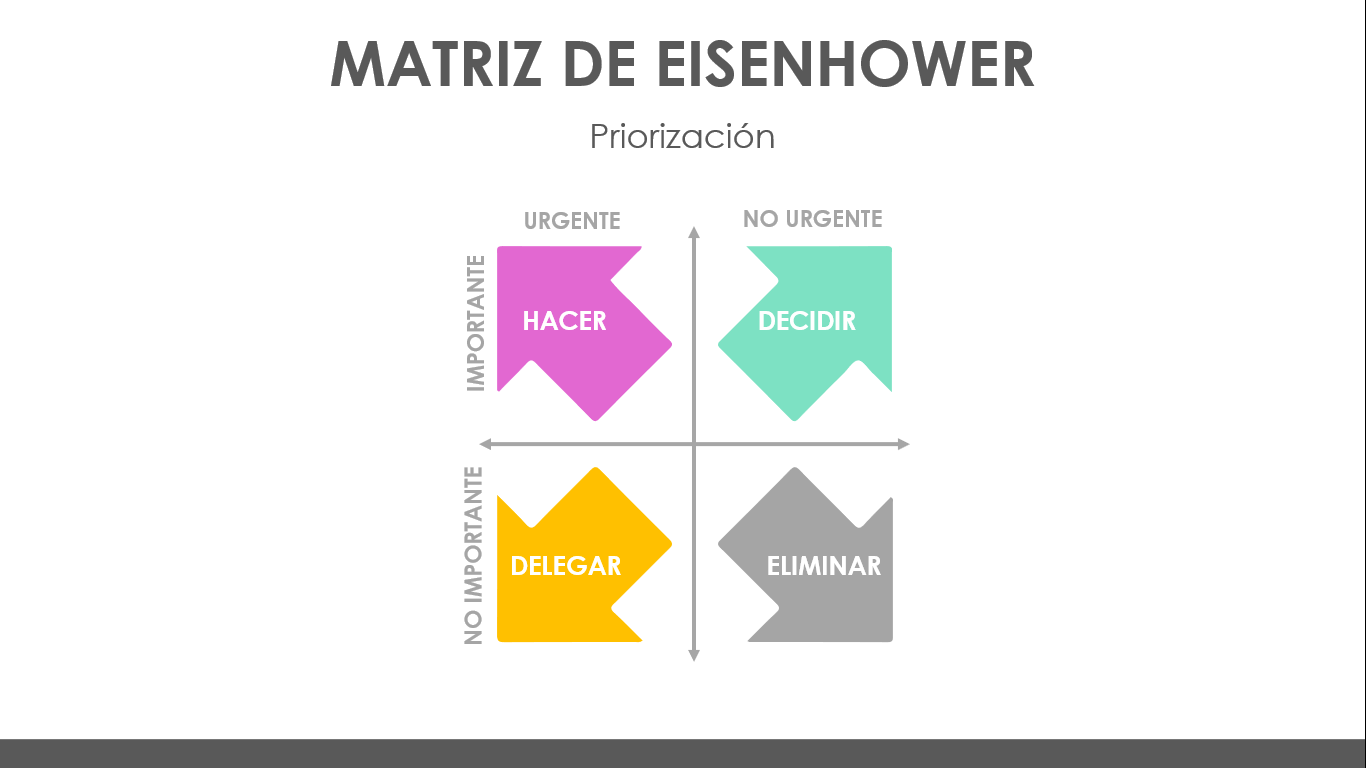 MATRIZ DE EISENHOWER
Priorización
URGENTE
NO URGENTE
IMPORTANTE
HACER
DECIDIR
NO IMPORTANTE
DELEGAR
ELIMINAR